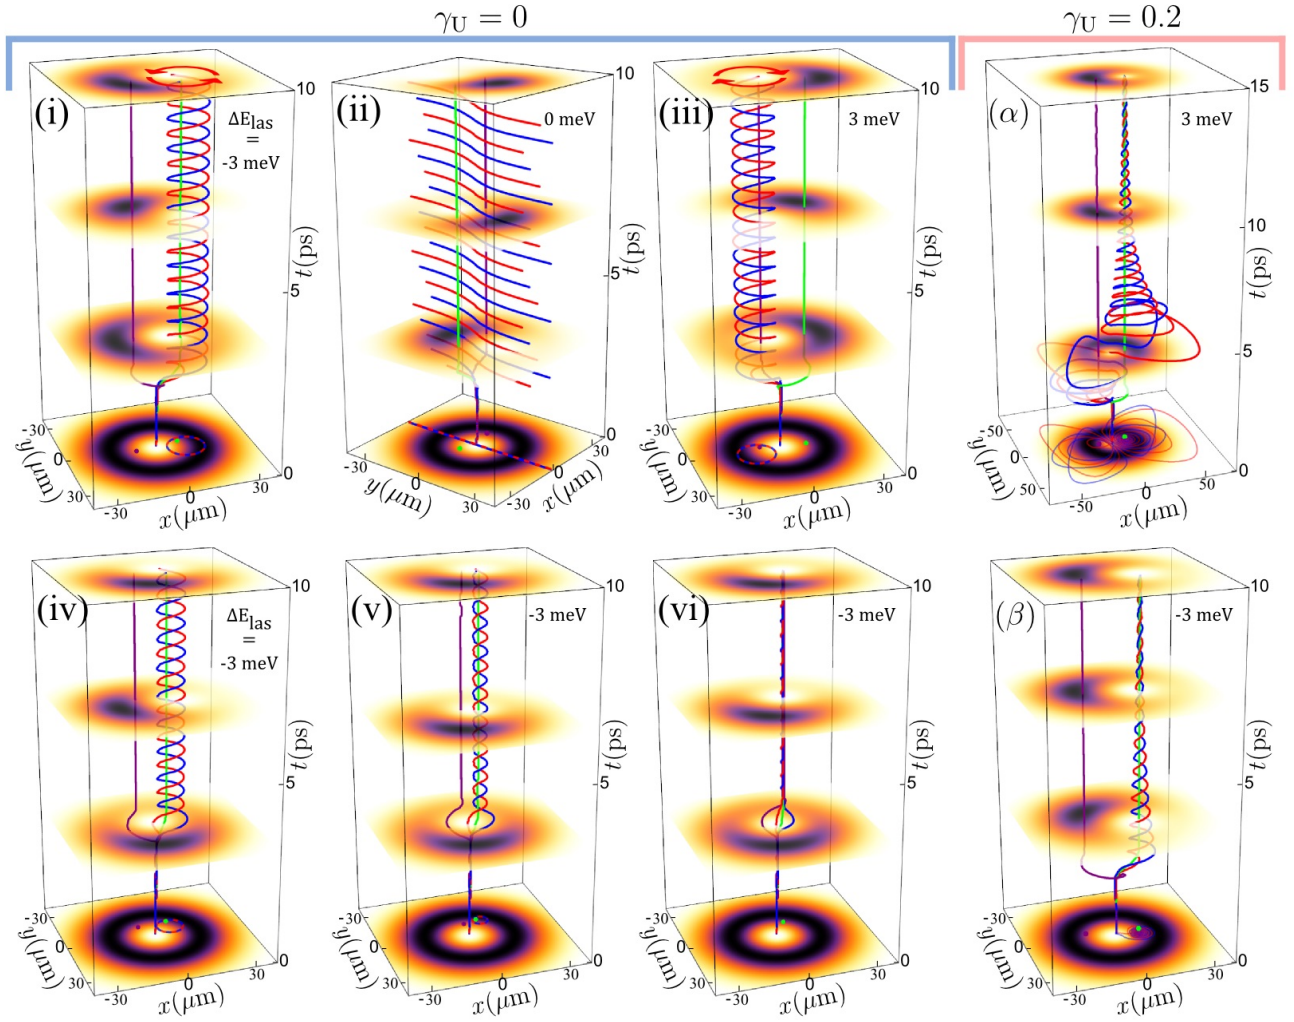 γ_U = 0
γ_U = 0.2
(i)
ΔE_las
=
-3 meV
10
5
0
t(ps)
-30
0
30
y(μm)
-30
0
30
x(μm)
(ii)
0 meV
10
5
0
t(ps)
-30
0
30
y(μm)
30
0
-30
x(μm)
(iii)
3 meV
10
5
0
t(ps)
-30
0
30
y(μm)
-30
0
30
x(μm)
(α)
3 meV
15
10
5
0
t(ps)
-50
0
50
y(μm)
-50
0
50
x(μm)
(iv)
ΔE_las
=
-3 meV
10
5
0
t(ps)
-30
0
30
y(μm)
-30
0
30
x(μm)
(v)
-3 meV
10
5
0
t(ps)
-30
0
30
y(μm)
-30
0
30
x(μm)
(vi)
-3 meV
10
5
0
t(ps)
-30
0
30
y(μm)
-30
0
30
x(μm)
(β)
-3 meV
10
5
0
t(ps)
-30
0
30
y(μm)
-30
0
30
x(μm)